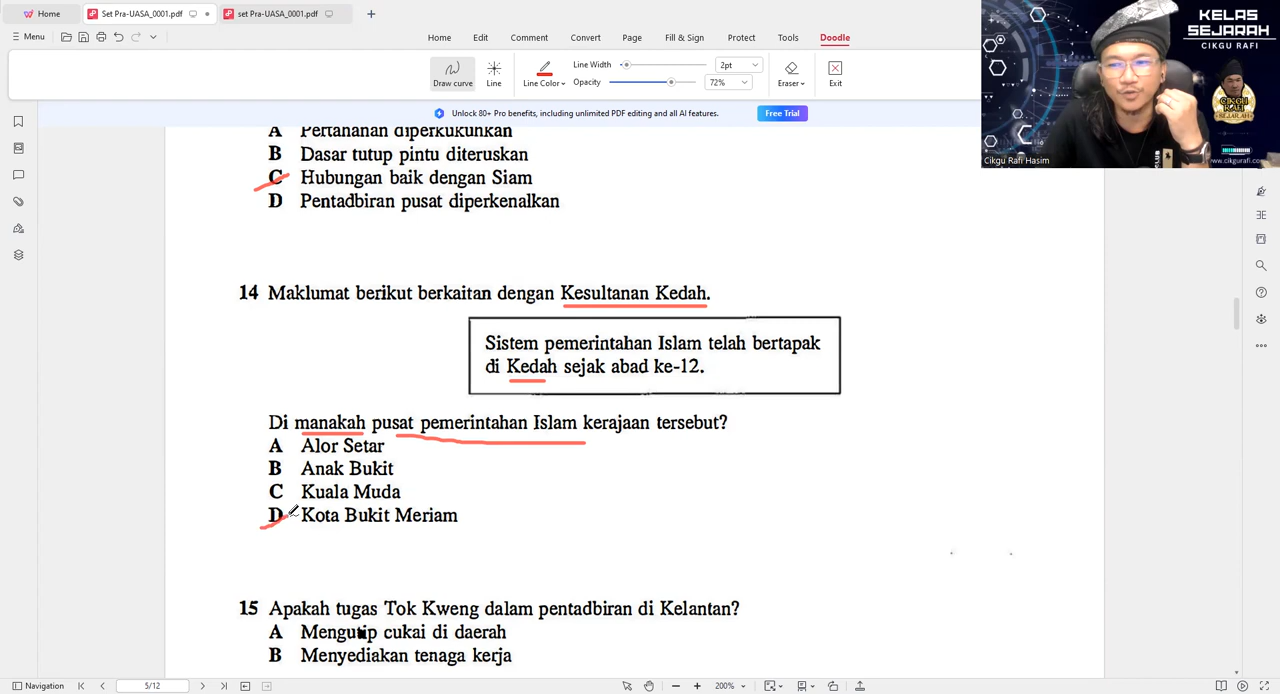 Home
Set Pra-UASA_0001.pdf
set Pra-UASA_0001.pdf
Menu
Home Edit Comment Convert Page Fill & Sign Protect Tools Doodle
Draw curve
Line
Line Color
Line Width 2pt
Opacity 72%
Eraser
Exit
Unlock 80+ Pro benefits, including unlimited PDF editing and all AI features. Free Trial
KELAS
SEJARAH
CIKGU RAFI
CIKGU
RAFI
SEJARAH
www.cikgurafi.com
Cikgu Rafi Hasim
A Pertahanan diperkukuhkan
B Dasar tutup pintu diteruskan
C Hubungan baik dengan Siam
D Pentadbiran pusat diperkenalkan
14 Maklumat berikut berkaitan dengan Kesultanan Kedah.
Sistem pemerintahan Islam telah bertapak
di Kedah sejak abad ke-12.
Di manakah pusat pemerintahan Islam kerajaan tersebut?
A Alor Setar
B Anak Bukit
C Kuala Muda
D Kota Bukit Meriam
15 Apakah tugas Tok Kweng dalam pentadbiran di Kelantan?
A Mengutip cukai di daerah
B Menyediakan tenaga kerja
Navigation 5/12 200%